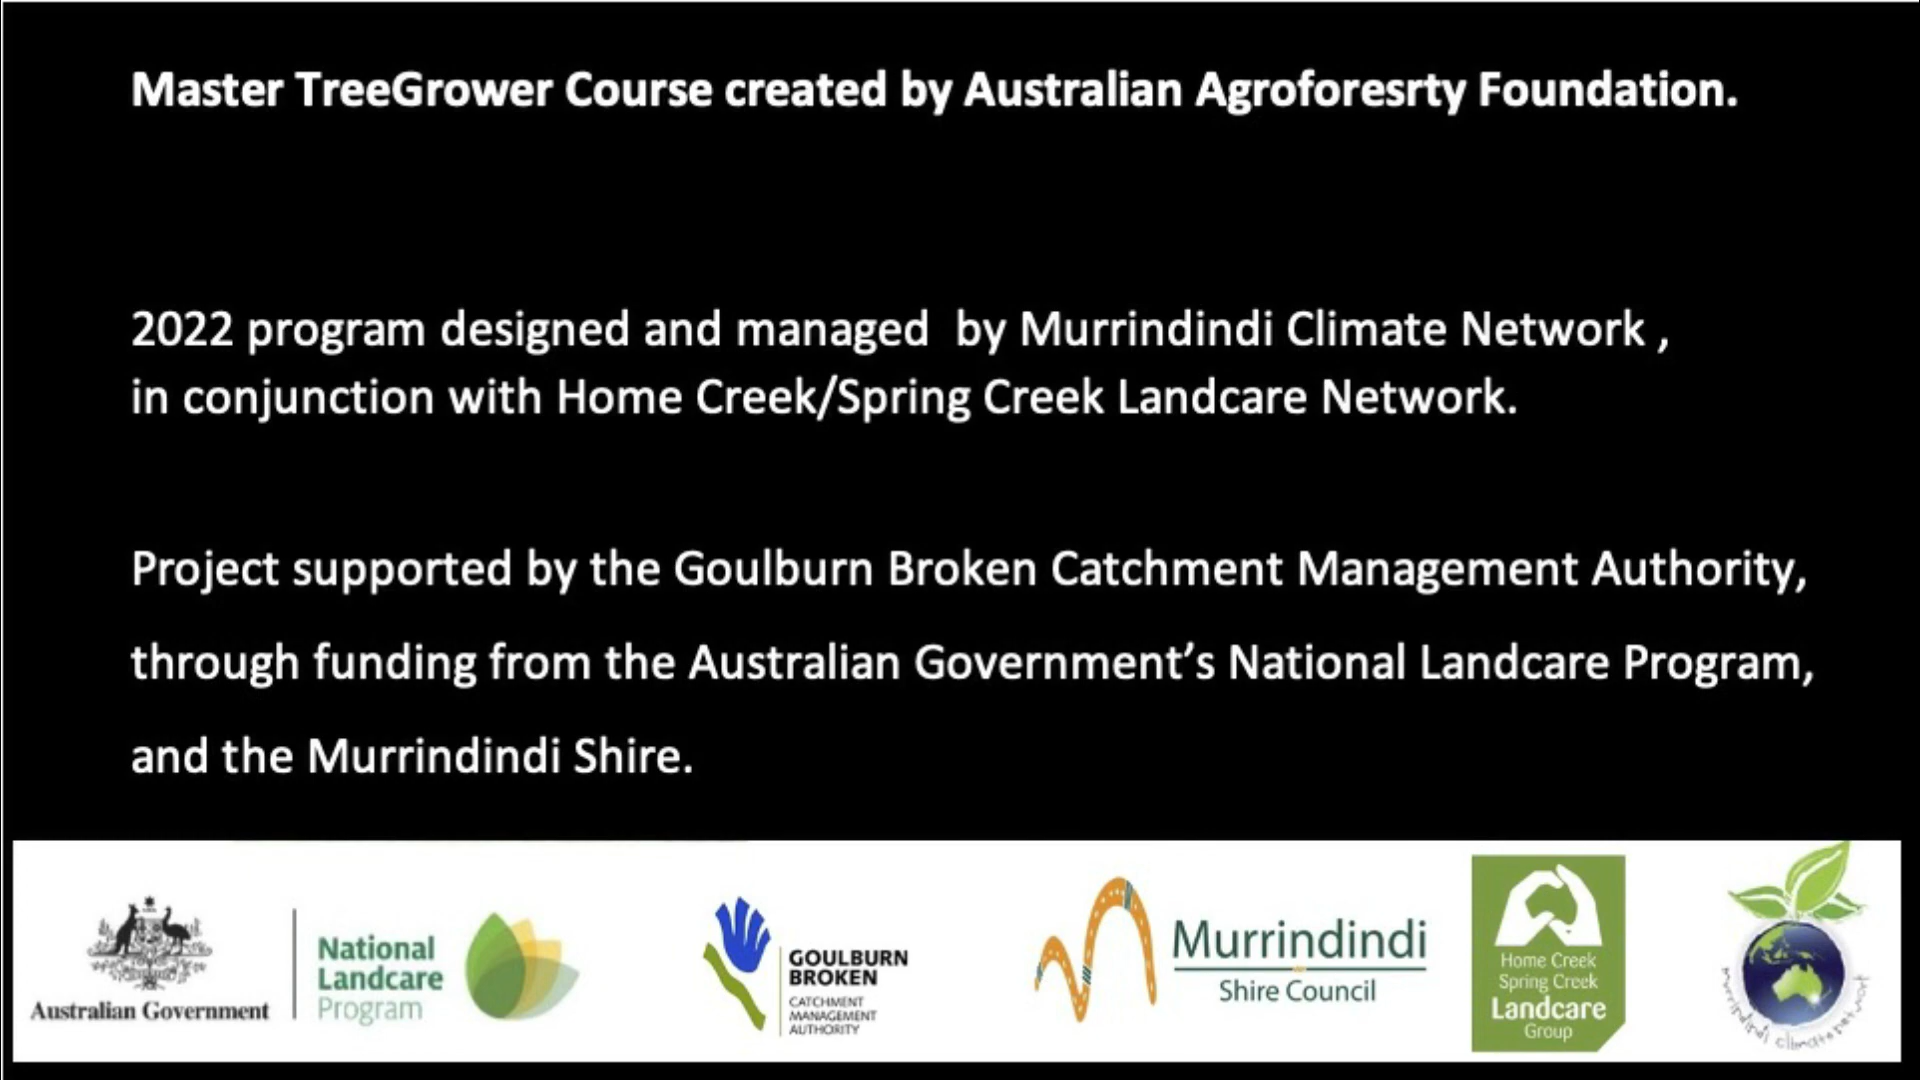 Master TreeGrower Course created by Australian Agroforesrty Foundation.
2022 program designed and managed  by Murrindindi Climate Network ,
in conjunction with Home Creek/Spring Creek Landcare Network.
Project supported by the Goulburn Broken Catchment Management Authority,
through funding from the Australian Government’s National Landcare Program,
and the Murrindindi Shire.
Australian Government
National
Landcare
Program
GOULBURN
BROKEN
CATCHMENT
MANAGEMENT
AUTHORITY
Murrindindi
Shire Council
Home Creek
Spring Creek
Landcare
Group
murrindindi climate network